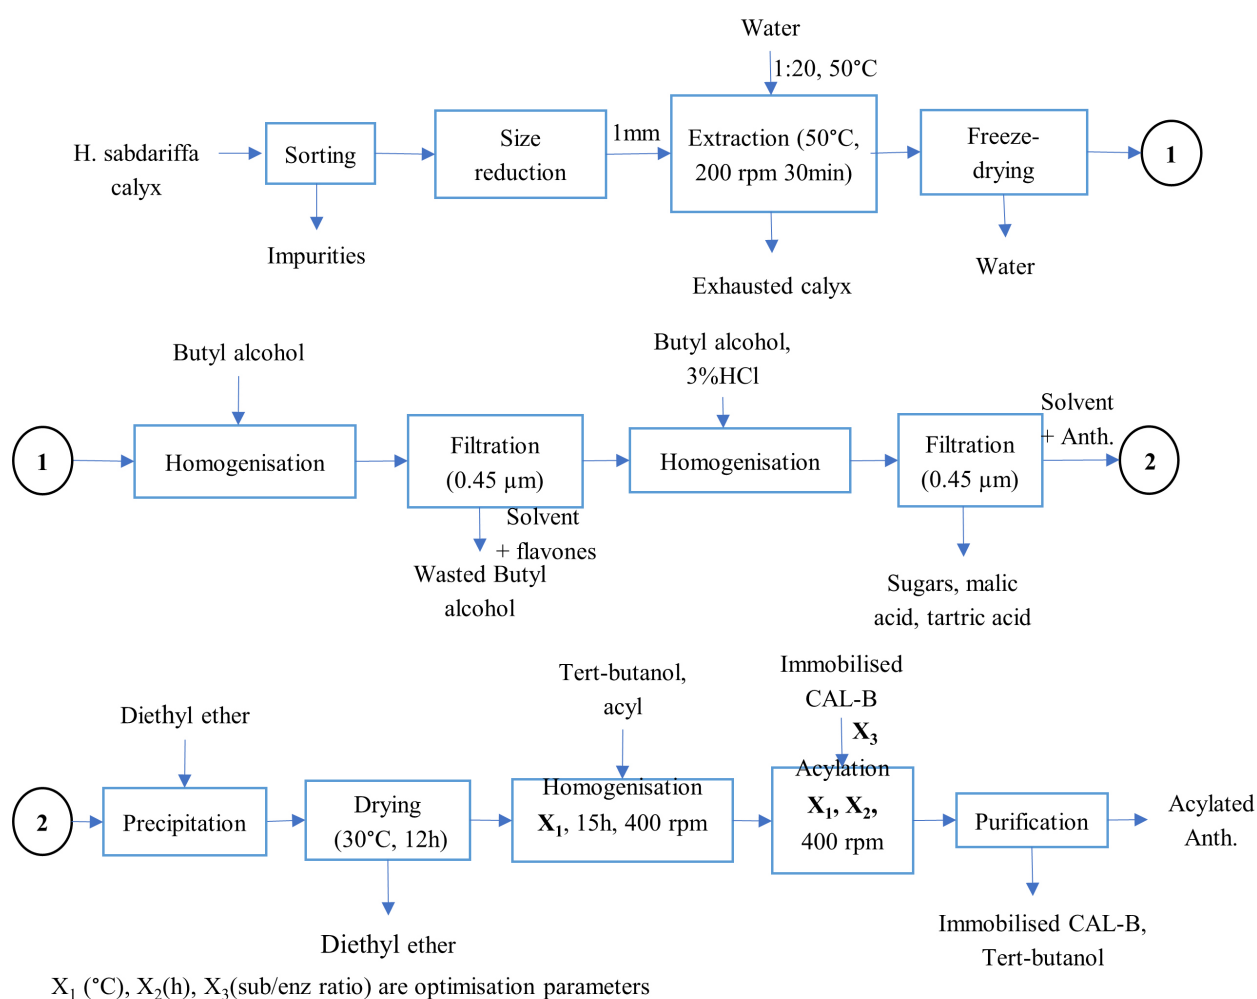 Water
1:20, 50°C
H. sabdariffa
calyx
Sorting
Size
reduction
1mm
Extraction (50°C,
200 rpm 30min)
Freeze-
drying
1
Impurities
Exhausted calyx
Water
Butyl alcohol
Butyl alcohol,
3%HCl
1
Homogenisation
Filtration
(0.45 µm)
Homogenisation
Filtration
(0.45 µm)
Solvent
+ Anth.
2
Solvent
+ flavones
Wasted Butyl
alcohol
Sugars, malic
acid, tartric acid
Diethyl ether
Tert-butanol,
acyl
Immobilised
CAL-B
X₃
2
Precipitation
Drying
(30°C, 12h)
Homogenisation
X₁, 15h, 400 rpm
Acylation
X₁, X₂,
400 rpm
Purification
Acylated
Anth.
Diethyl ether
Immobilised CAL-B,
Tert-butanol
X₁ (°C), X₂(h), X₃(sub/enz ratio) are optimisation parameters